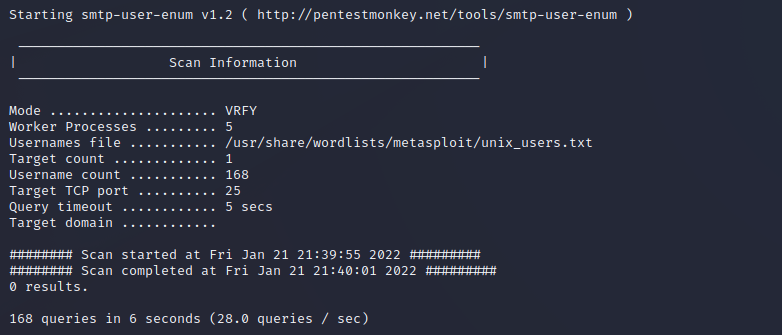 Starting smtp-user-enum v1.2 ( http://pentestmonkey.net/tools/smtp-user-enum )
 ----------------------------------------------------------
|                   Scan Information                       |
 ----------------------------------------------------------
Mode ..................... VRFY
Worker Processes ......... 5
Usernames file ........... /usr/share/wordlists/metasploit/unix_users.txt
Target count ............. 1
Username count ........... 168
Target TCP port .......... 25
Query timeout ............ 5 secs
Target domain ............
######## Scan started at Fri Jan 21 21:39:55 2022 #########
######## Scan completed at Fri Jan 21 21:40:01 2022 #########
0 results.
168 queries in 6 seconds (28.0 queries / sec)